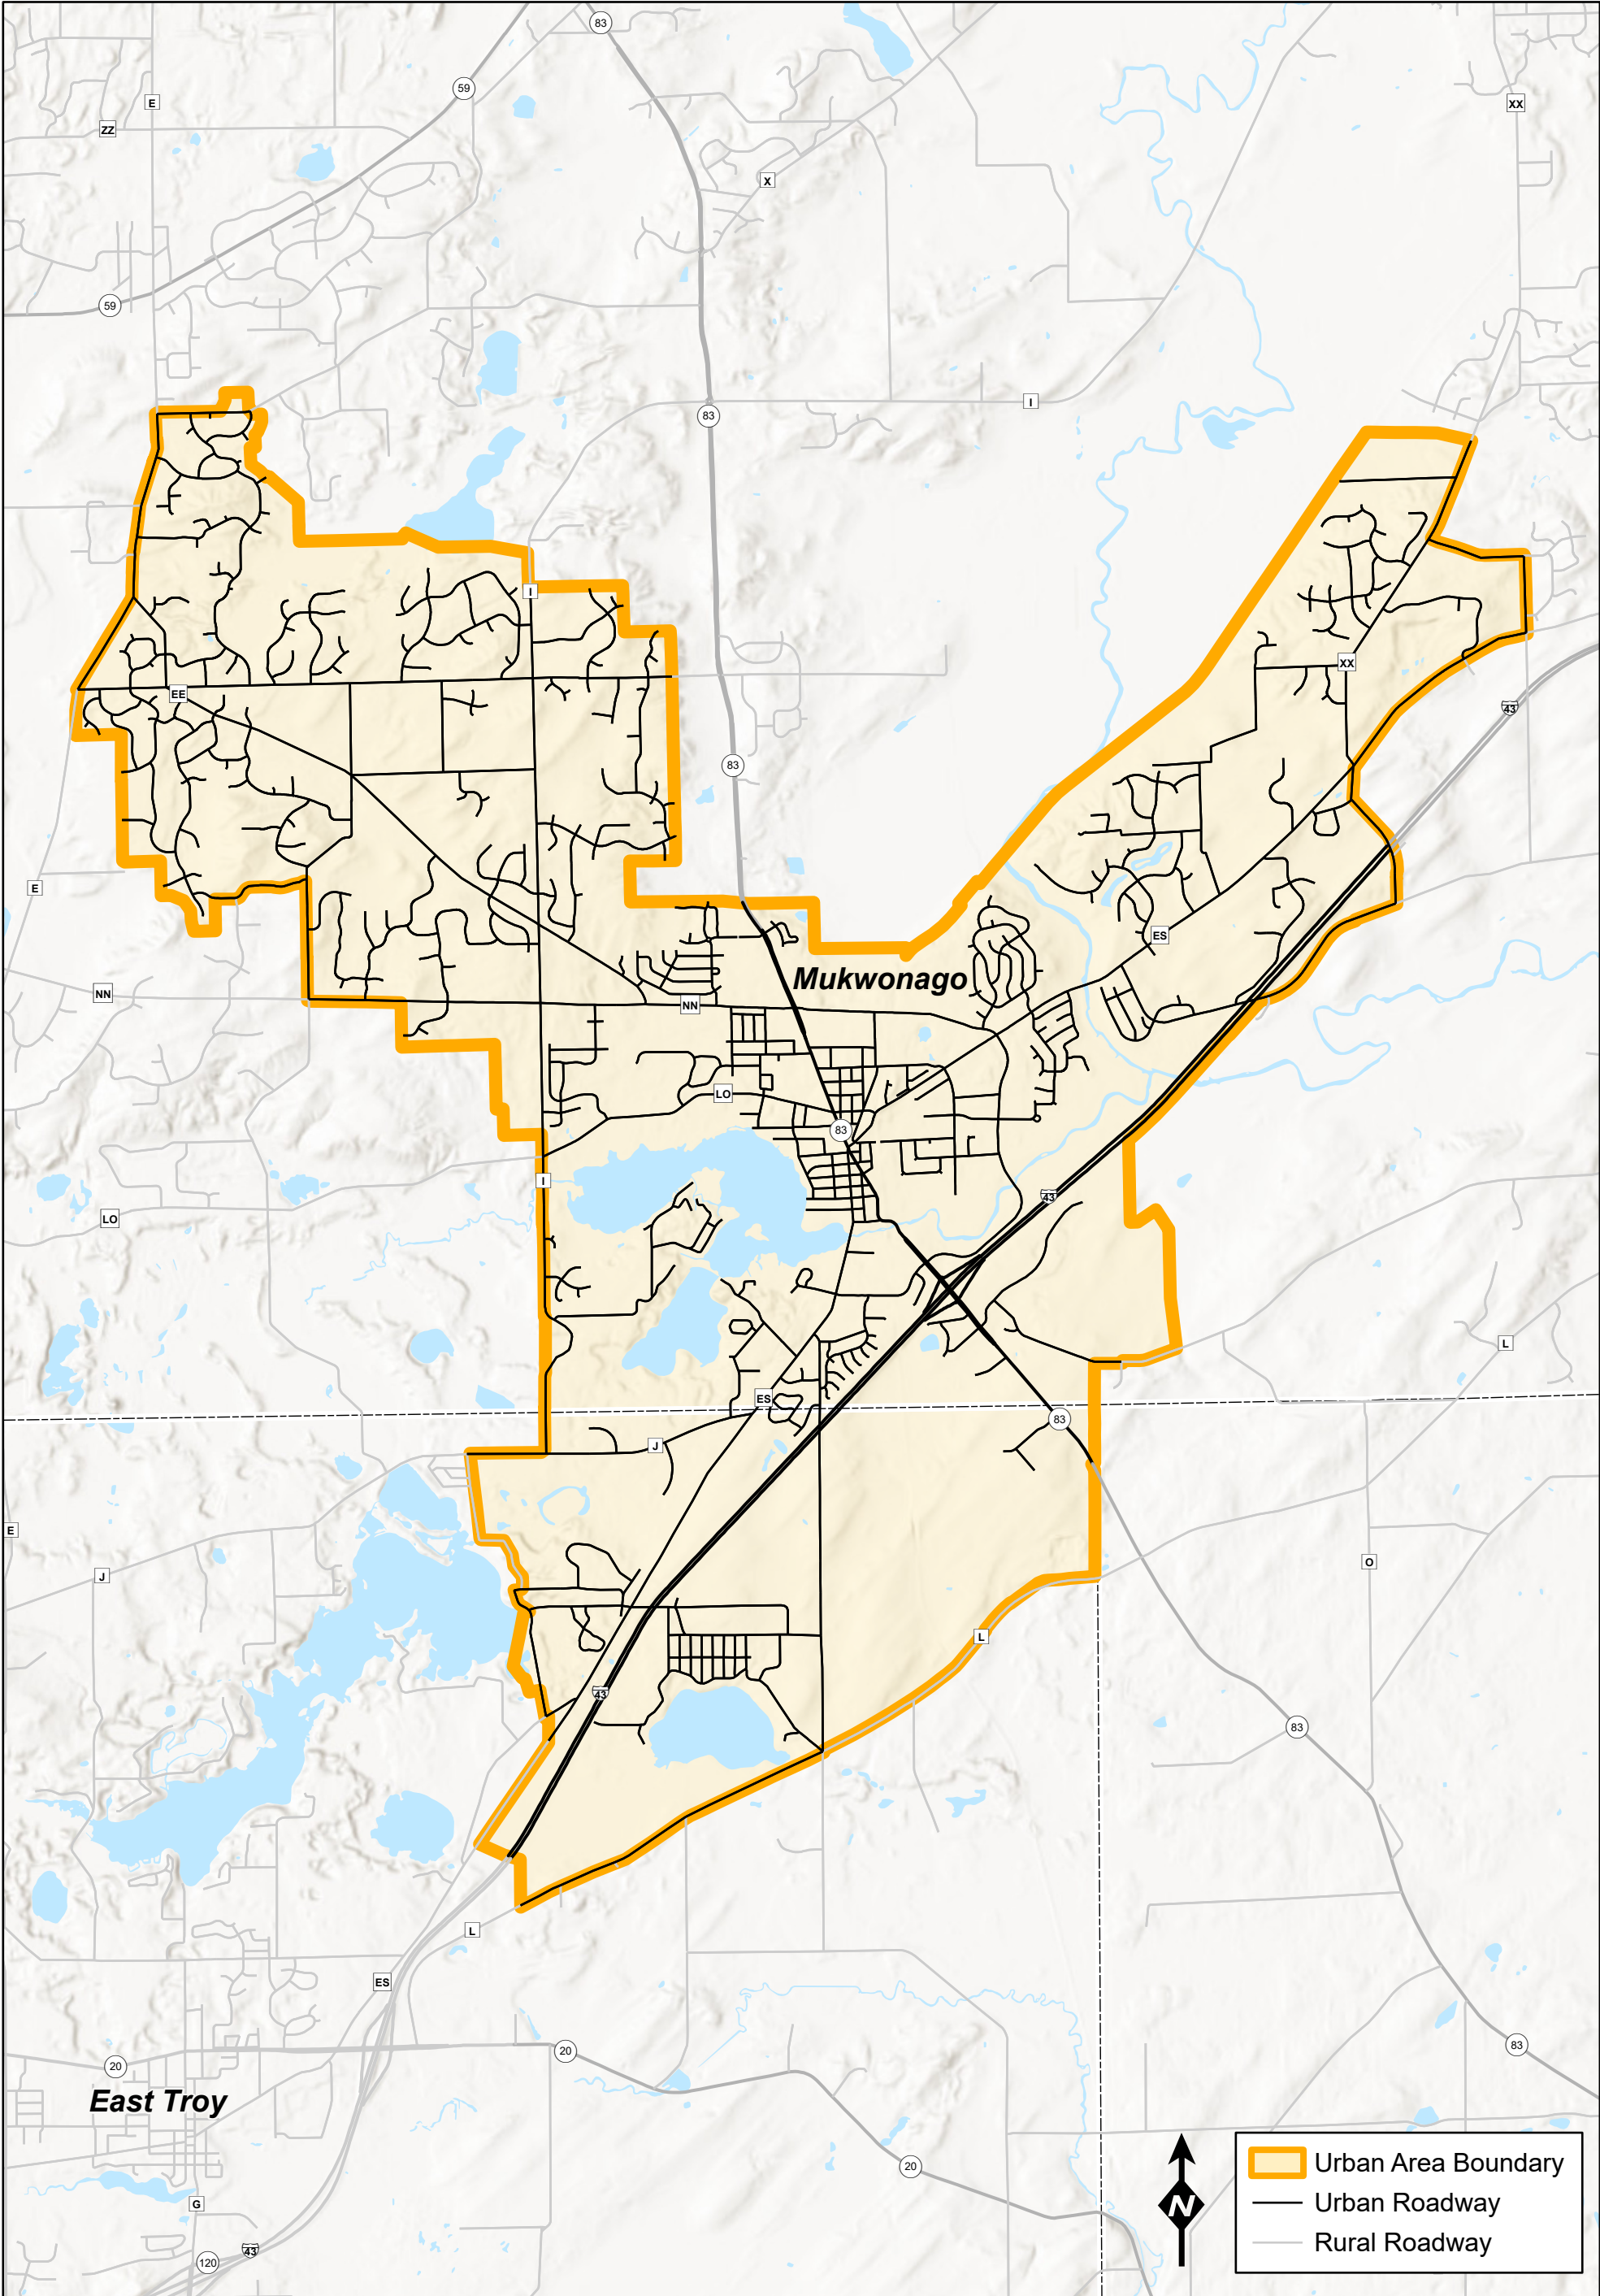 83
59
E
XX
ZZ
X
59
I
83
I
XX
EE
43
83
E
ES
Mukwonago
NN
NN
LO
83
I
43
LO
L
ES
83
J
E
O
J
L
43
83
L
ES
83
20
20
East Troy
20
G
43
120
N
Urban Area Boundary
Urban Roadway
Rural Roadway